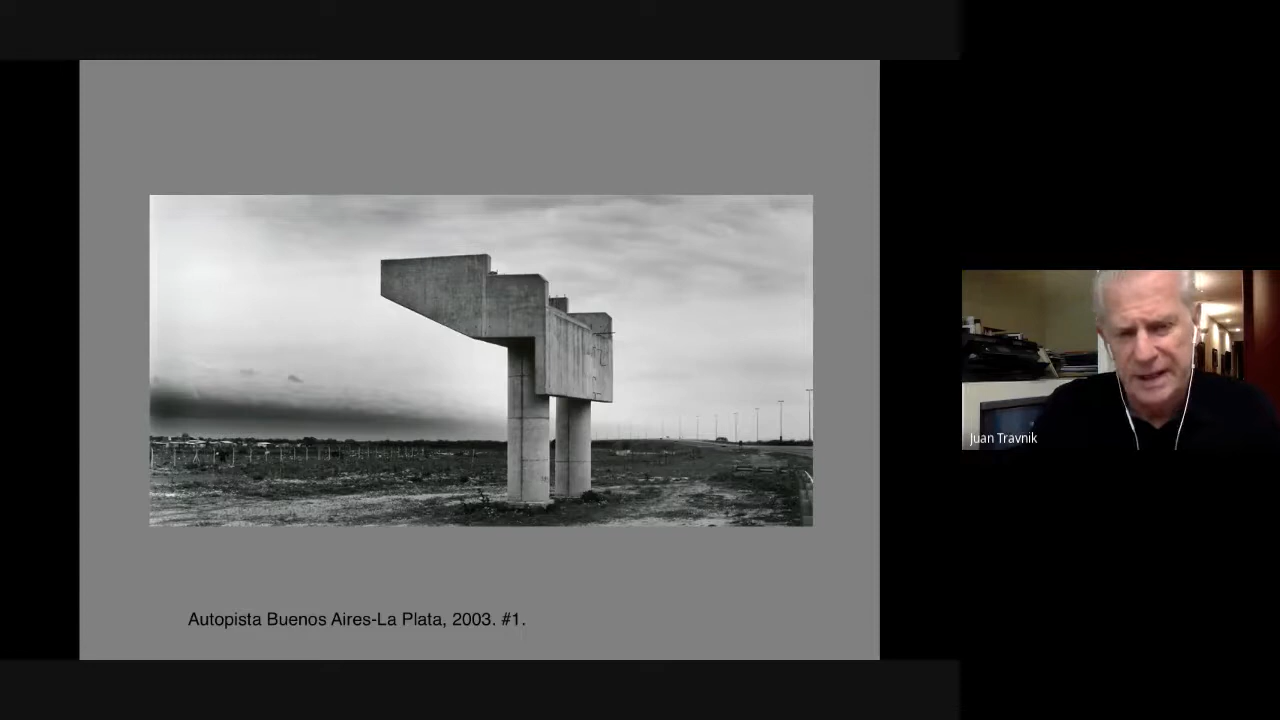 Autopista Buenos Aires-La Plata, 2003. #1.
Juan Travnik